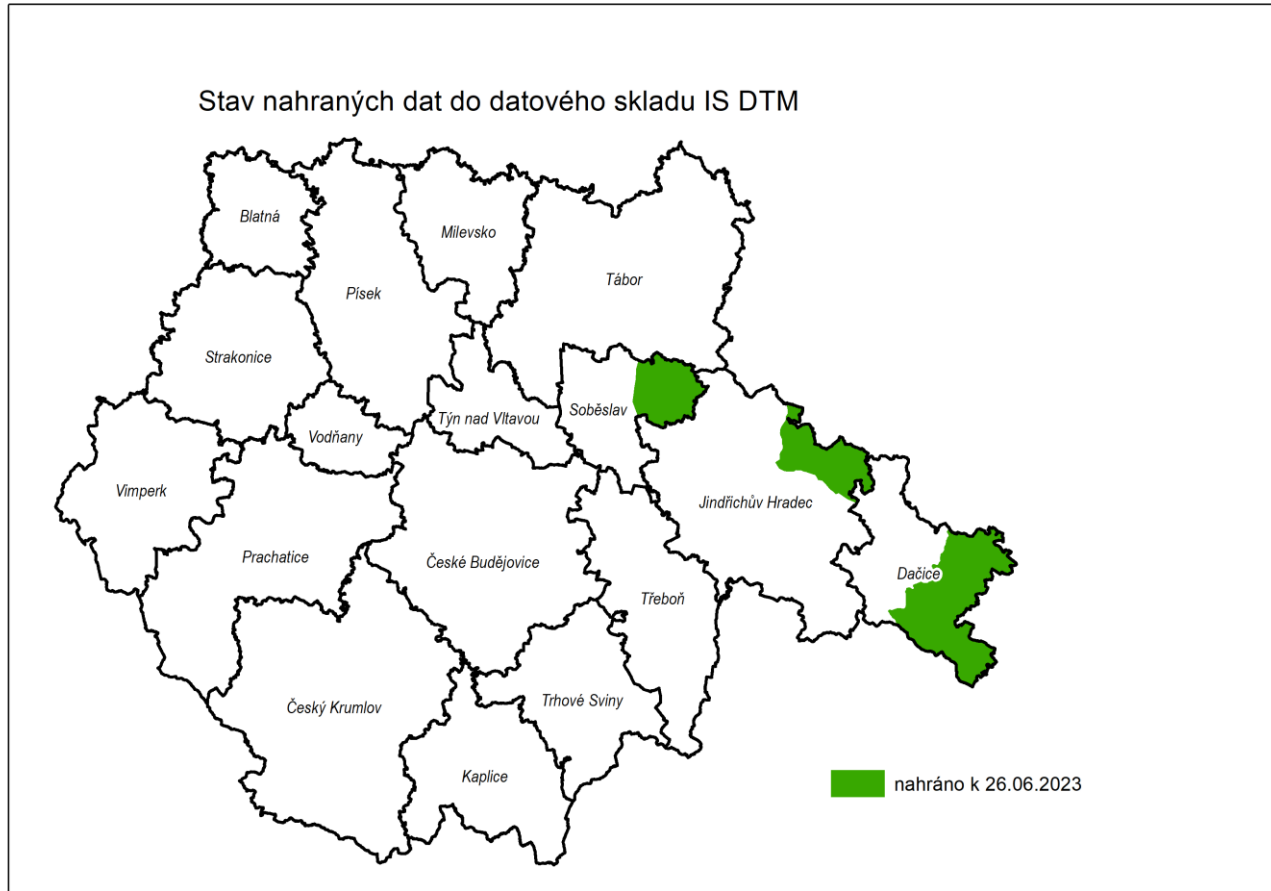 Stav nahraných dat do datového skladu IS DTM
Blatná
Milevsko
Tábor
Písek
Strakonice
Soběslav
Týn nad Vltavou
Vodňany
Vimperk
Jindřichův Hradec
Prachatice
České Budějovice
Dačice
Třeboň
Český Krumlov
Trhové Sviny
Kaplice
nahráno k 26.06.2023